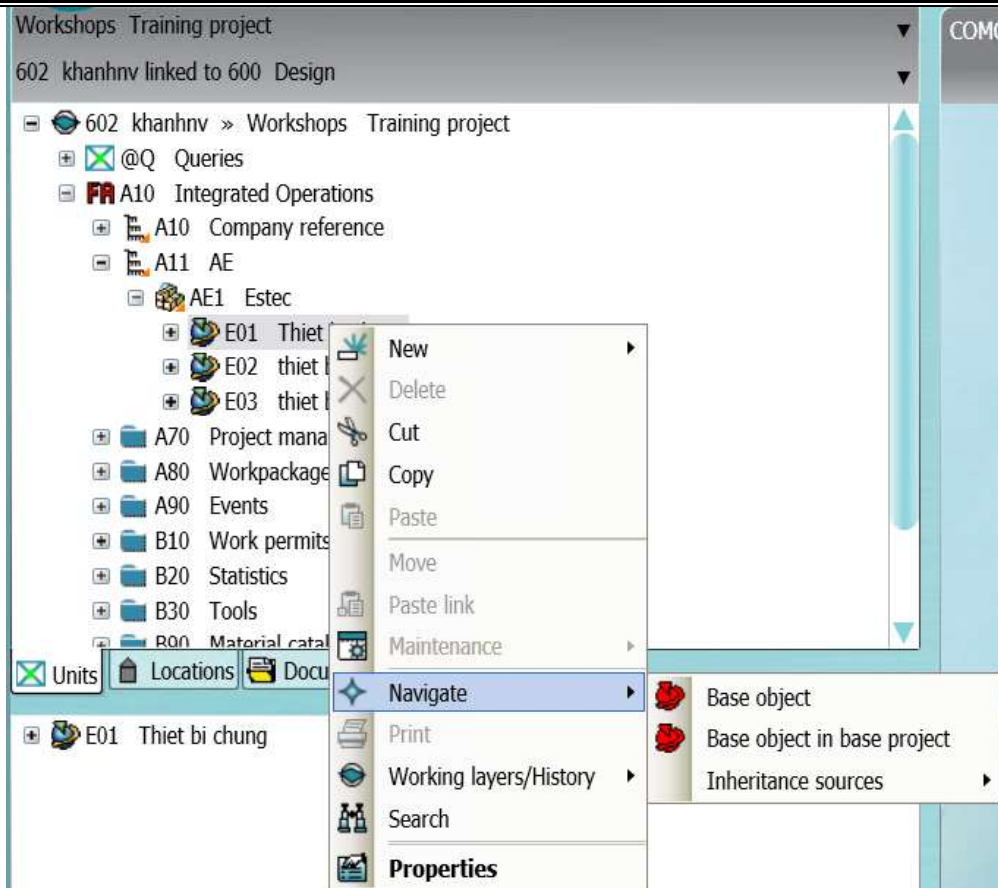 Workshops Training project
COMO
602 khanhnv linked to 600 Design
602 khanhnv » Workshops Training project
@Q Queries
A10 Integrated Operations
A10 Company reference
A11 AE
AE1 Estec
E01 Thiet
E02 thiet
E03 thiet
A70 Project mana
A80 Workpackage
A90 Events
B10 Work permits
B20 Statistics
B30 Tools
B90 Material catal
Units Locations Docu
E01 Thiet bi chung
New
Delete
Cut
Copy
Paste
Move
Paste link
Maintenance
Navigate
Print
Working layers/History
Search
Properties
Base object
Base object in base project
Inheritance sources